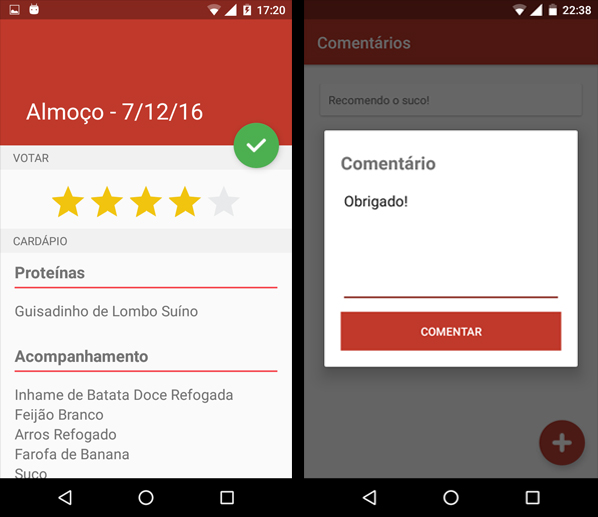 17:20
Almoço - 7/12/16
VOTAR
CARDÁPIO
Proteínas
Guisadinho de Lombo Suíno
Acompanhamento
Inhame de Batata Doce Refogada
Feijão Branco
Arros Refogado
Farofa de Banana
Suco
22:38
Comentários
Recomendo o suco!
Comentário
Obrigado!
COMENTAR